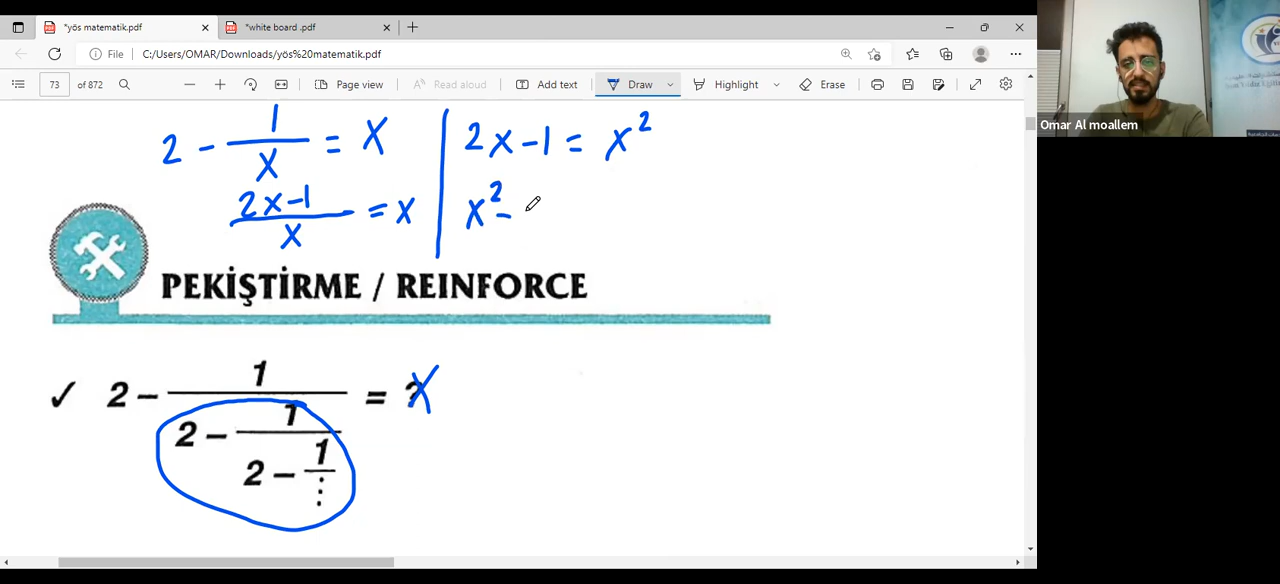 *yös matematik.pdf
*white board .pdf
File
C:/Users/OMAR/Downloads/yös%20matematik.pdf
73 of 872
Page view
Read aloud
Add text
Draw
Highlight
Erase
Omar Al moallem
2 - 1/x = x
2x-1 = x²
(2x-1)/x = x
x² -
PEKİŞTİRME / REINFORCE
✓ 2 - 1/(2 - 1/(2 - 1/⋮)) = ? x